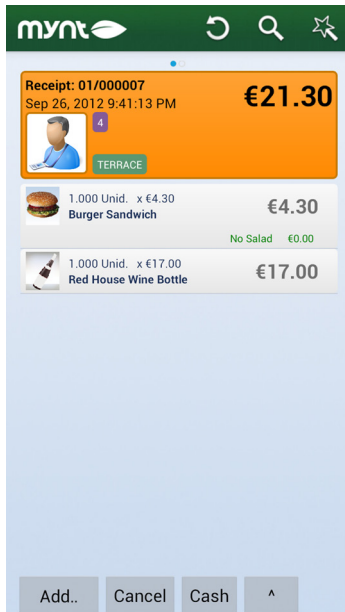 mynt
Receipt: 01/000007
Sep 26, 2012 9:41:13 PM
€21.30
4
TERRACE
1.000 Unid. x €4.30
Burger Sandwich
€4.30
No Salad €0.00
1.000 Unid. x €17.00
Red House Wine Bottle
€17.00
Add.. Cancel Cash ^